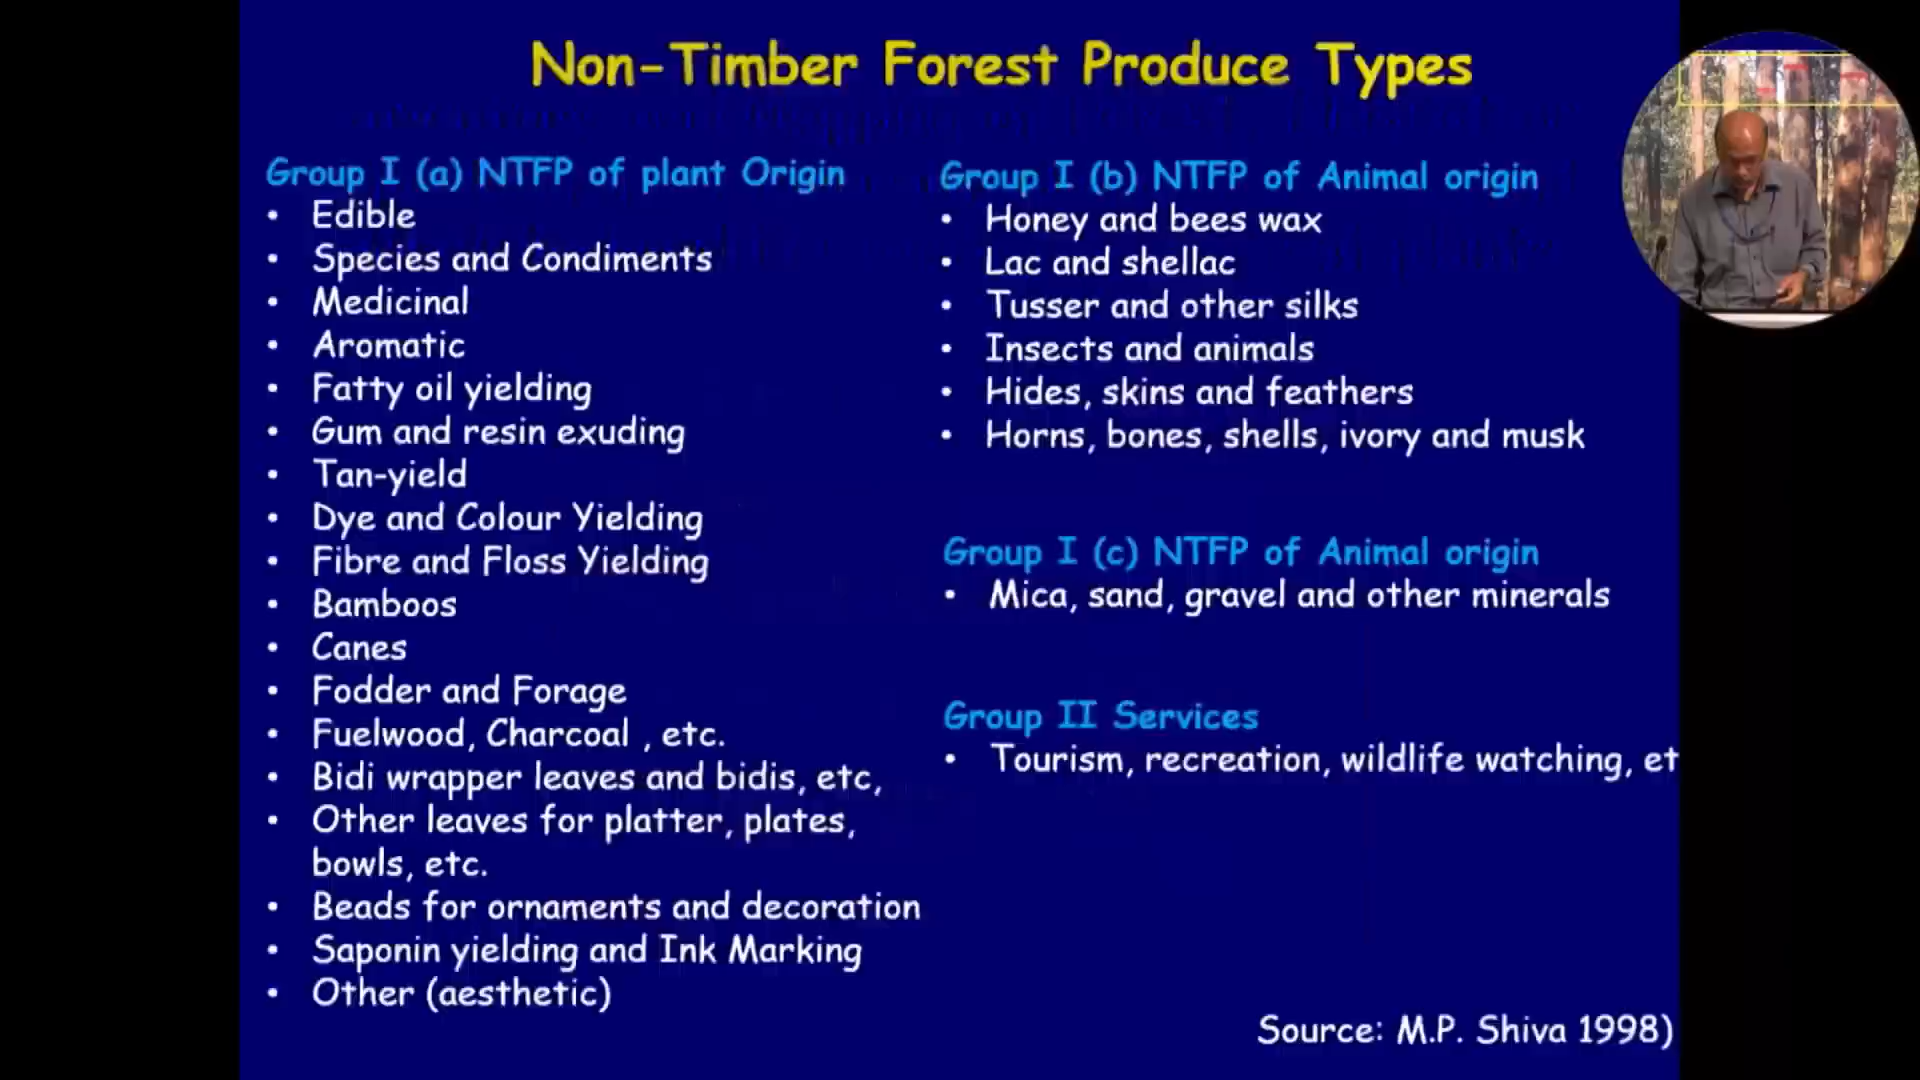 Non-Timber Forest Produce Types
Group I (a) NTFP of plant Origin
• Edible
• Species and Condiments
• Medicinal
• Aromatic
• Fatty oil yielding
• Gum and resin exuding
• Tan-yield
• Dye and Colour Yielding
• Fibre and Floss Yielding
• Bamboos
• Canes
• Fodder and Forage
• Fuelwood, Charcoal , etc.
• Bidi wrapper leaves and bidis, etc,
• Other leaves for platter, plates,
bowls, etc.
• Beads for ornaments and decoration
• Saponin yielding and Ink Marking
• Other (aesthetic)
Group I (b) NTFP of Animal origin
• Honey and bees wax
• Lac and shellac
• Tusser and other silks
• Insects and animals
• Hides, skins and feathers
• Horns, bones, shells, ivory and musk
Group I (c) NTFP of Animal origin
• Mica, sand, gravel and other minerals
Group II Services
• Tourism, recreation, wildlife watching, et
Source: M.P. Shiva 1998)